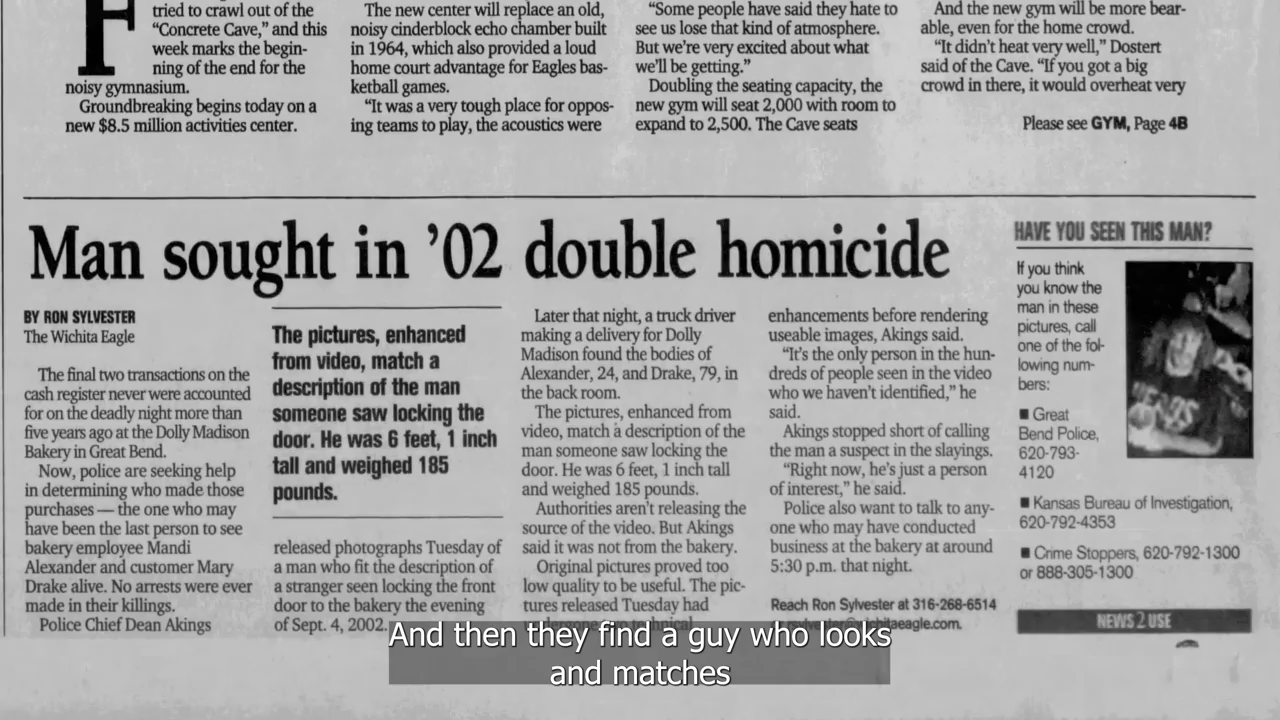 F
tried to crawl out of the
“Concrete Cave,” and this
week marks the begin-
ning of the end for the
noisy gymnasium.
Groundbreaking begins today on a
new $8.5 million activities center.
The new center will replace an old,
noisy cinderblock echo chamber built
in 1964, which also provided a loud
home court advantage for Eagles bas-
ketball games.
“It was a very tough place for oppos-
ing teams to play, the acoustics were
“Some people have said they hate to
see us lose that kind of atmosphere.
But we’re very excited about what
we’ll be getting.”
Doubling the seating capacity, the
new gym will seat 2,000 with room to
expand to 2,500. The Cave seats
And the new gym will be more bear-
able, even for the home crowd.
“It didn’t heat very well,” Dostert
said of the Cave. “If you got a big
crowd in there, it would overheat very
Please see GYM, Page 4B
Man sought in ’02 double homicide
BY RON SYLVESTER
The Wichita Eagle
The final two transactions on the
cash register never were accounted
for on the deadly night more than
five years ago at the Dolly Madison
Bakery in Great Bend.
Now, police are seeking help
in determining who made those
purchases — the one who may
have been the last person to see
bakery employee Mandi
Alexander and customer Mary
Drake alive. No arrests were ever
made in their killings.
Police Chief Dean Akings
The pictures, enhanced
from video, match a
description of the man
someone saw locking the
door. He was 6 feet, 1 inch
tall and weighed 185
pounds.
released photographs Tuesday of
a man who fit the description of
a stranger seen locking the front
door to the bakery the evening
of Sept. 4, 2002.
Later that night, a truck driver
making a delivery for Dolly
Madison found the bodies of
Alexander, 24, and Drake, 79, in
the back room.
The pictures, enhanced from
video, match a description of the
man someone saw locking the
door. He was 6 feet, 1 inch tall
and weighed 185 pounds.
Authorities aren’t releasing the
source of the video. But Akings
said it was not from the bakery.
Original pictures proved too
low quality to be useful. The pic-
tures released Tuesday had
enhancements before rendering
useable images, Akings said.
“It’s the only person in the hun-
dreds of people seen in the video
who we haven’t identified,” he
said.
Akings stopped short of calling
the man a suspect in the slayings.
“Right now, he’s just a person
of interest,” he said.
Police also want to talk to any-
one who may have conducted
business at the bakery at around
5:30 p.m. that night.
Reach Ron Sylvester at 316-268-6514
HAVE YOU SEEN THIS MAN?
If you think
you know the
man in these
pictures, call
one of the fol-
lowing num-
bers:
■ Great
Bend Police,
620-793-
4120
■ Kansas Bureau of Investigation,
620-792-4353
■ Crime Stoppers, 620-792-1300
or 888-305-1300
NEWS 2 USE
And then they find a guy who looks
and matches